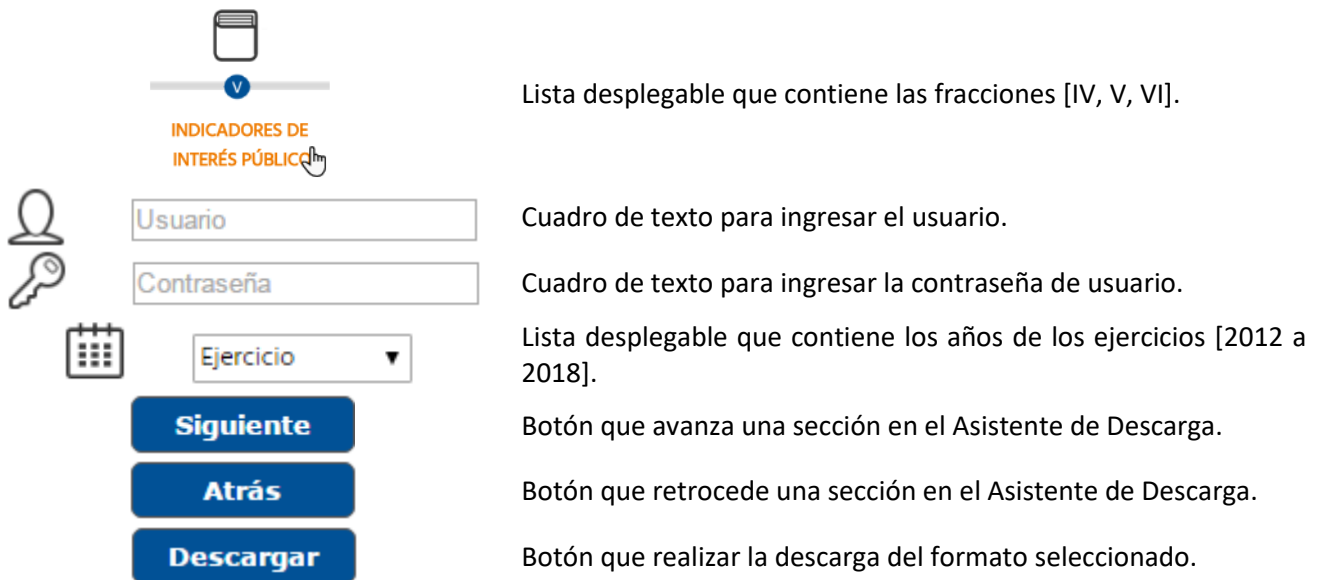 V
INDICADORES DE
INTERÉS PÚBLICO
Lista desplegable que contiene las fracciones [IV, V, VI].
Usuario
Cuadro de texto para ingresar el usuario.
Contraseña
Cuadro de texto para ingresar la contraseña de usuario.
Ejercicio
Lista desplegable que contiene los años de los ejercicios [2012 a
2018].
Siguiente
Botón que avanza una sección en el Asistente de Descarga.
Atrás
Botón que retrocede una sección en el Asistente de Descarga.
Descargar
Botón que realizar la descarga del formato seleccionado.